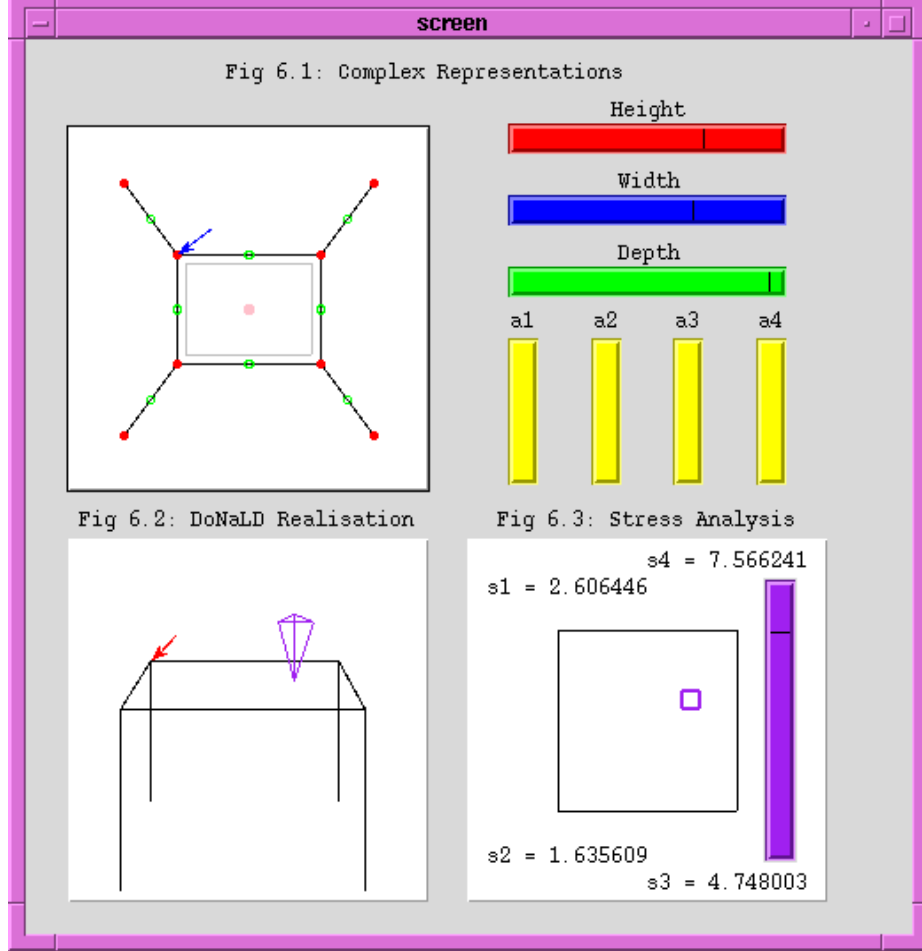 screen
Fig 6.1: Complex Representations
Height
Width
Depth
a1 a2 a3 a4
Fig 6.2: DoNaLD Realisation
Fig 6.3: Stress Analysis
s4 = 7.566241
s1 = 2.606446
s2 = 1.635609
s3 = 4.748003